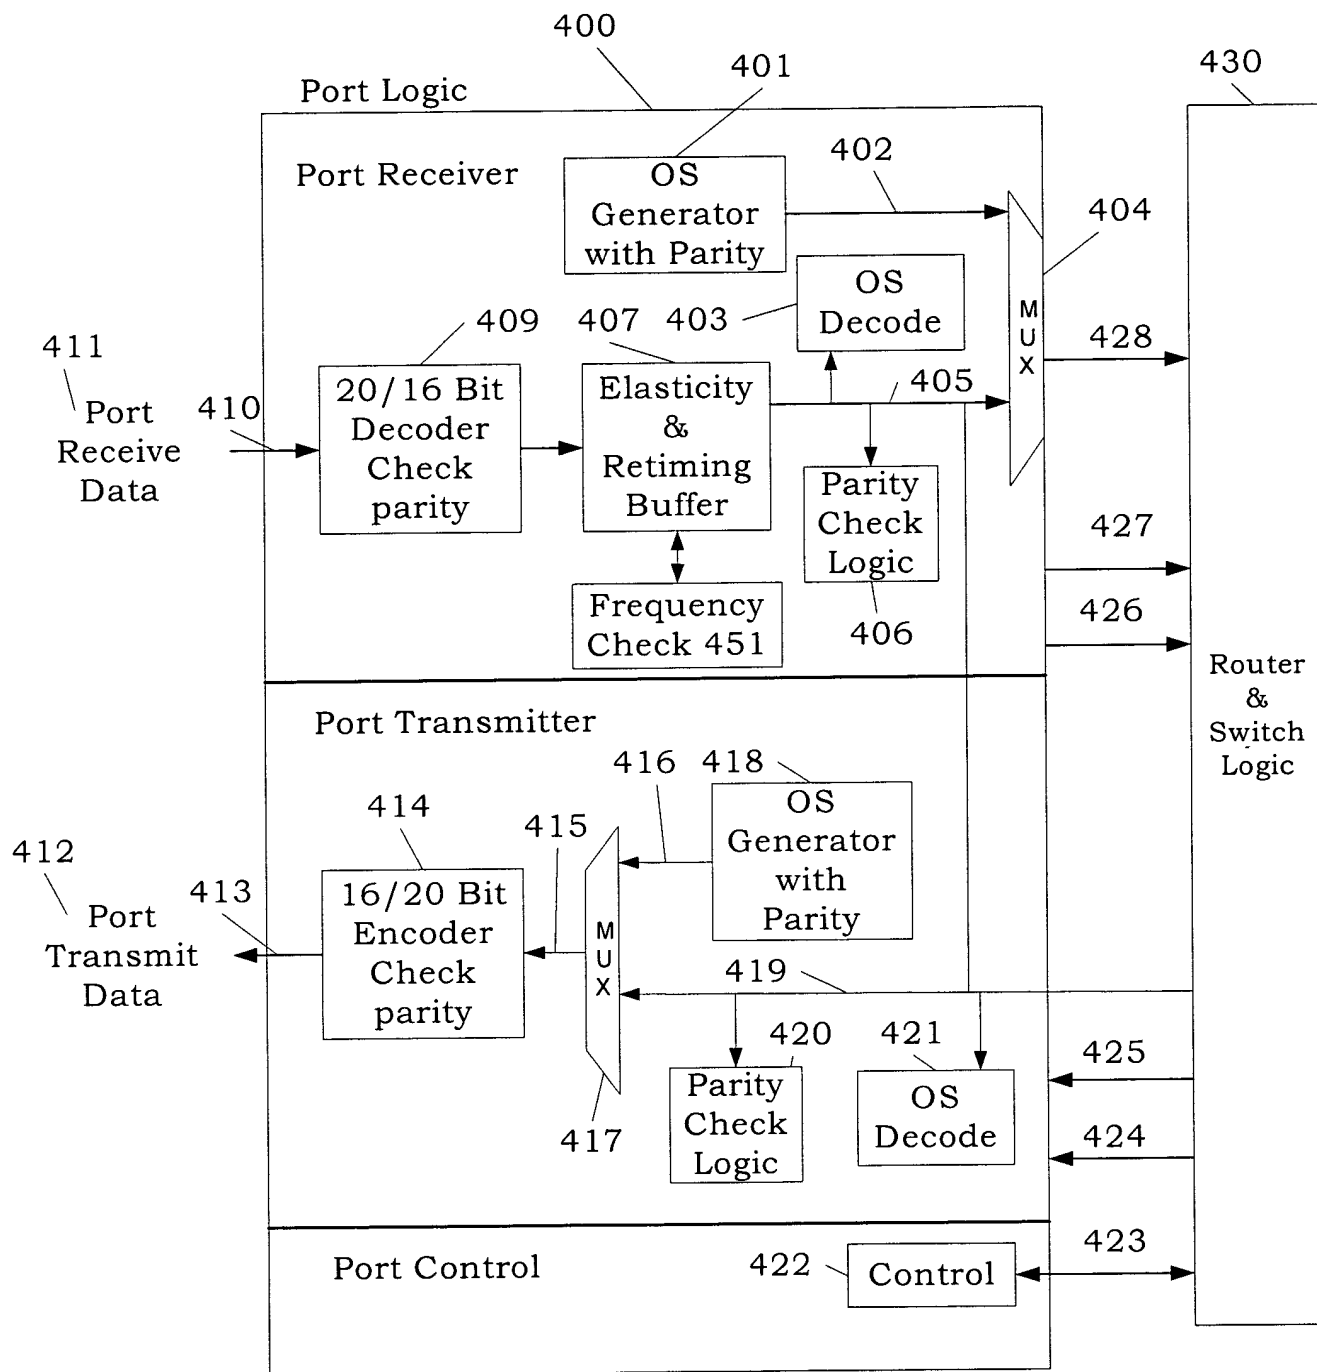 400
401
430
Port Logic
Port Receiver
OS
Generator
with Parity
402
404
OS
Decode
403
MUX
409
407
411
Port
Receive
Data
410
20/16 Bit
Decoder
Check
parity
Elasticity
&
Retiming
Buffer
405
428
Parity
Check
Logic
406
427
426
Frequency
Check 451
Router
&
Switch
Logic
Port Transmitter
416
418
OS
Generator
with
Parity
414
415
412
Port
Transmit
Data
413
16/20 Bit
Encoder
Check
parity
MUX
419
417
420
Parity
Check
Logic
421
OS
Decode
425
424
Port Control
422
Control
423